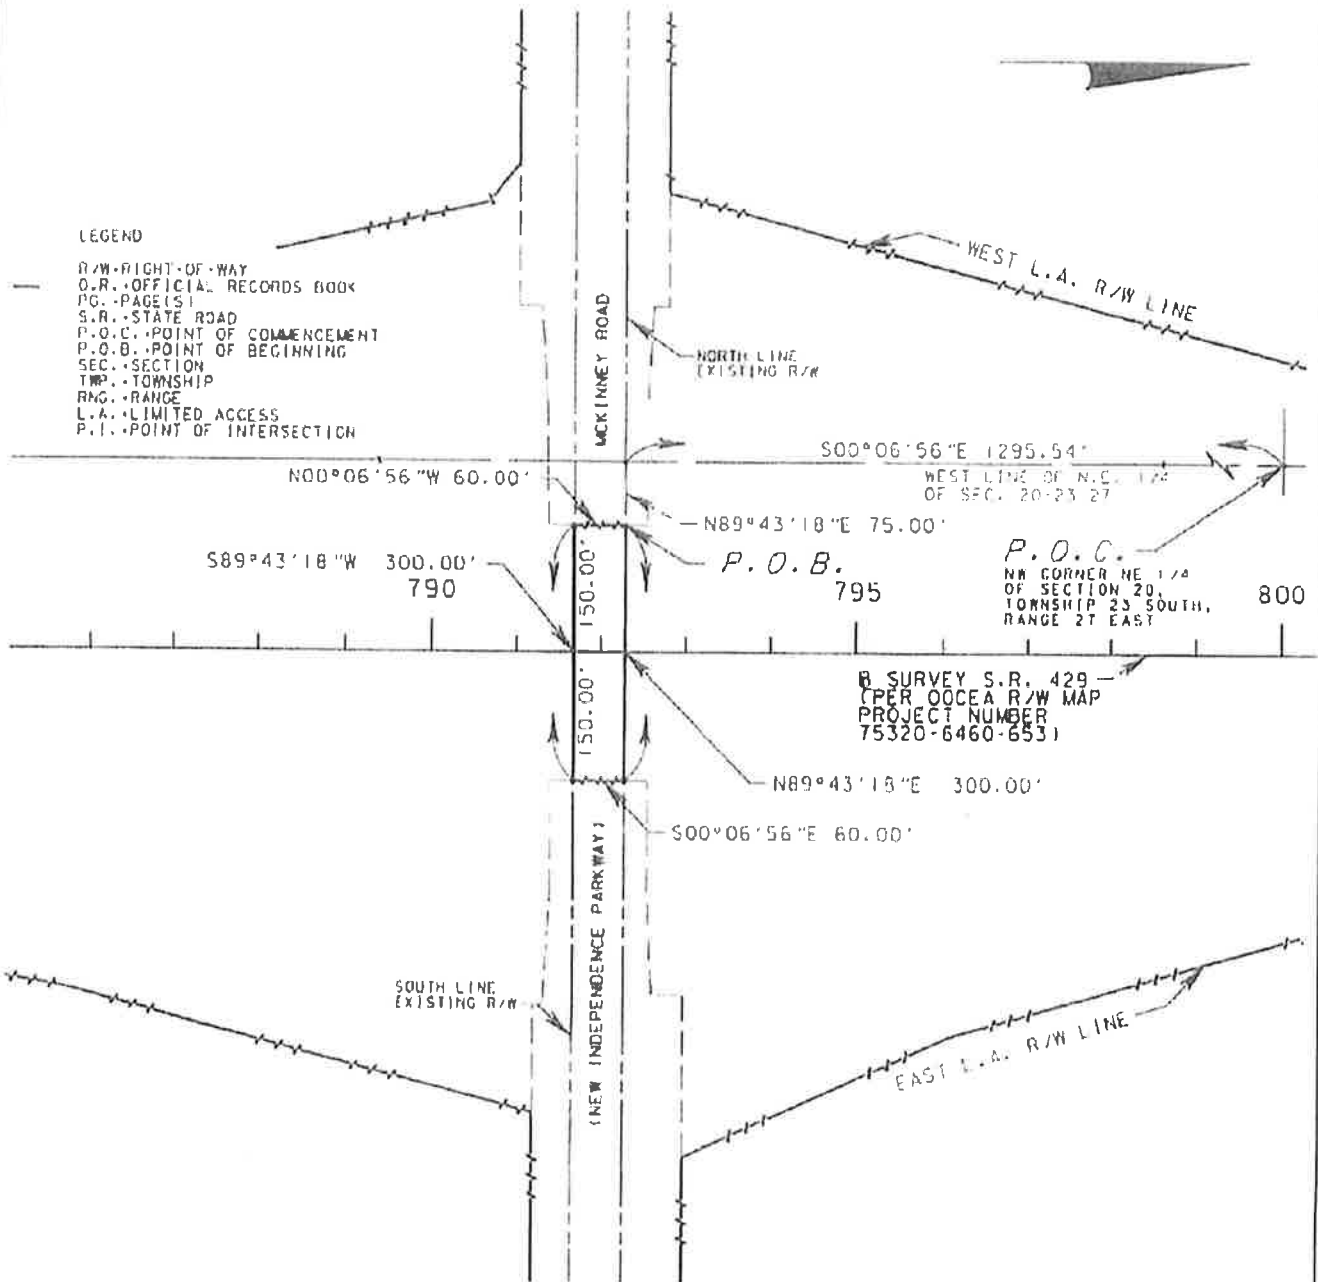 LEGEND
R/W-RIGHT-OF-WAY
O.R.-OFFICIAL RECORDS BOOK
PG.-PAGE(S)
S.R.-STATE ROAD
P.O.C.-POINT OF COMMENCEMENT
P.O.B.-POINT OF BEGINNING
SEC.-SECTION
TWP.-TOWNSHIP
RNG.-RANGE
L.A.-LIMITED ACCESS
P.I.-POINT OF INTERSECTION
WEST L.A. R/W LINE
MCKINNEY ROAD
NORTH LINE
EXISTING R/W
S00°06'56"E 1295.54'
WEST LINE OF N.E. 1/4
OF SEC. 20-23-27
N00°06'56"W 60.00'
N89°43'18"E 75.00'
S89°43'18"W 300.00'
150.00'
P.O.B.
P.O.C.
NW CORNER NE 1/4
OF SECTION 20,
TOWNSHIP 23 SOUTH,
RANGE 27 EAST
790
795
800
150.00'
B SURVEY S.R. 429
(PER OOCEA R/W MAP
PROJECT NUMBER
75320-6460-653)
N89°43'18"E 300.00'
S00°06'56"E 60.00'
(NEW INDEPENDENCE PARKWAY)
SOUTH LINE
EXISTING R/W
EAST L.A. R/W LINE